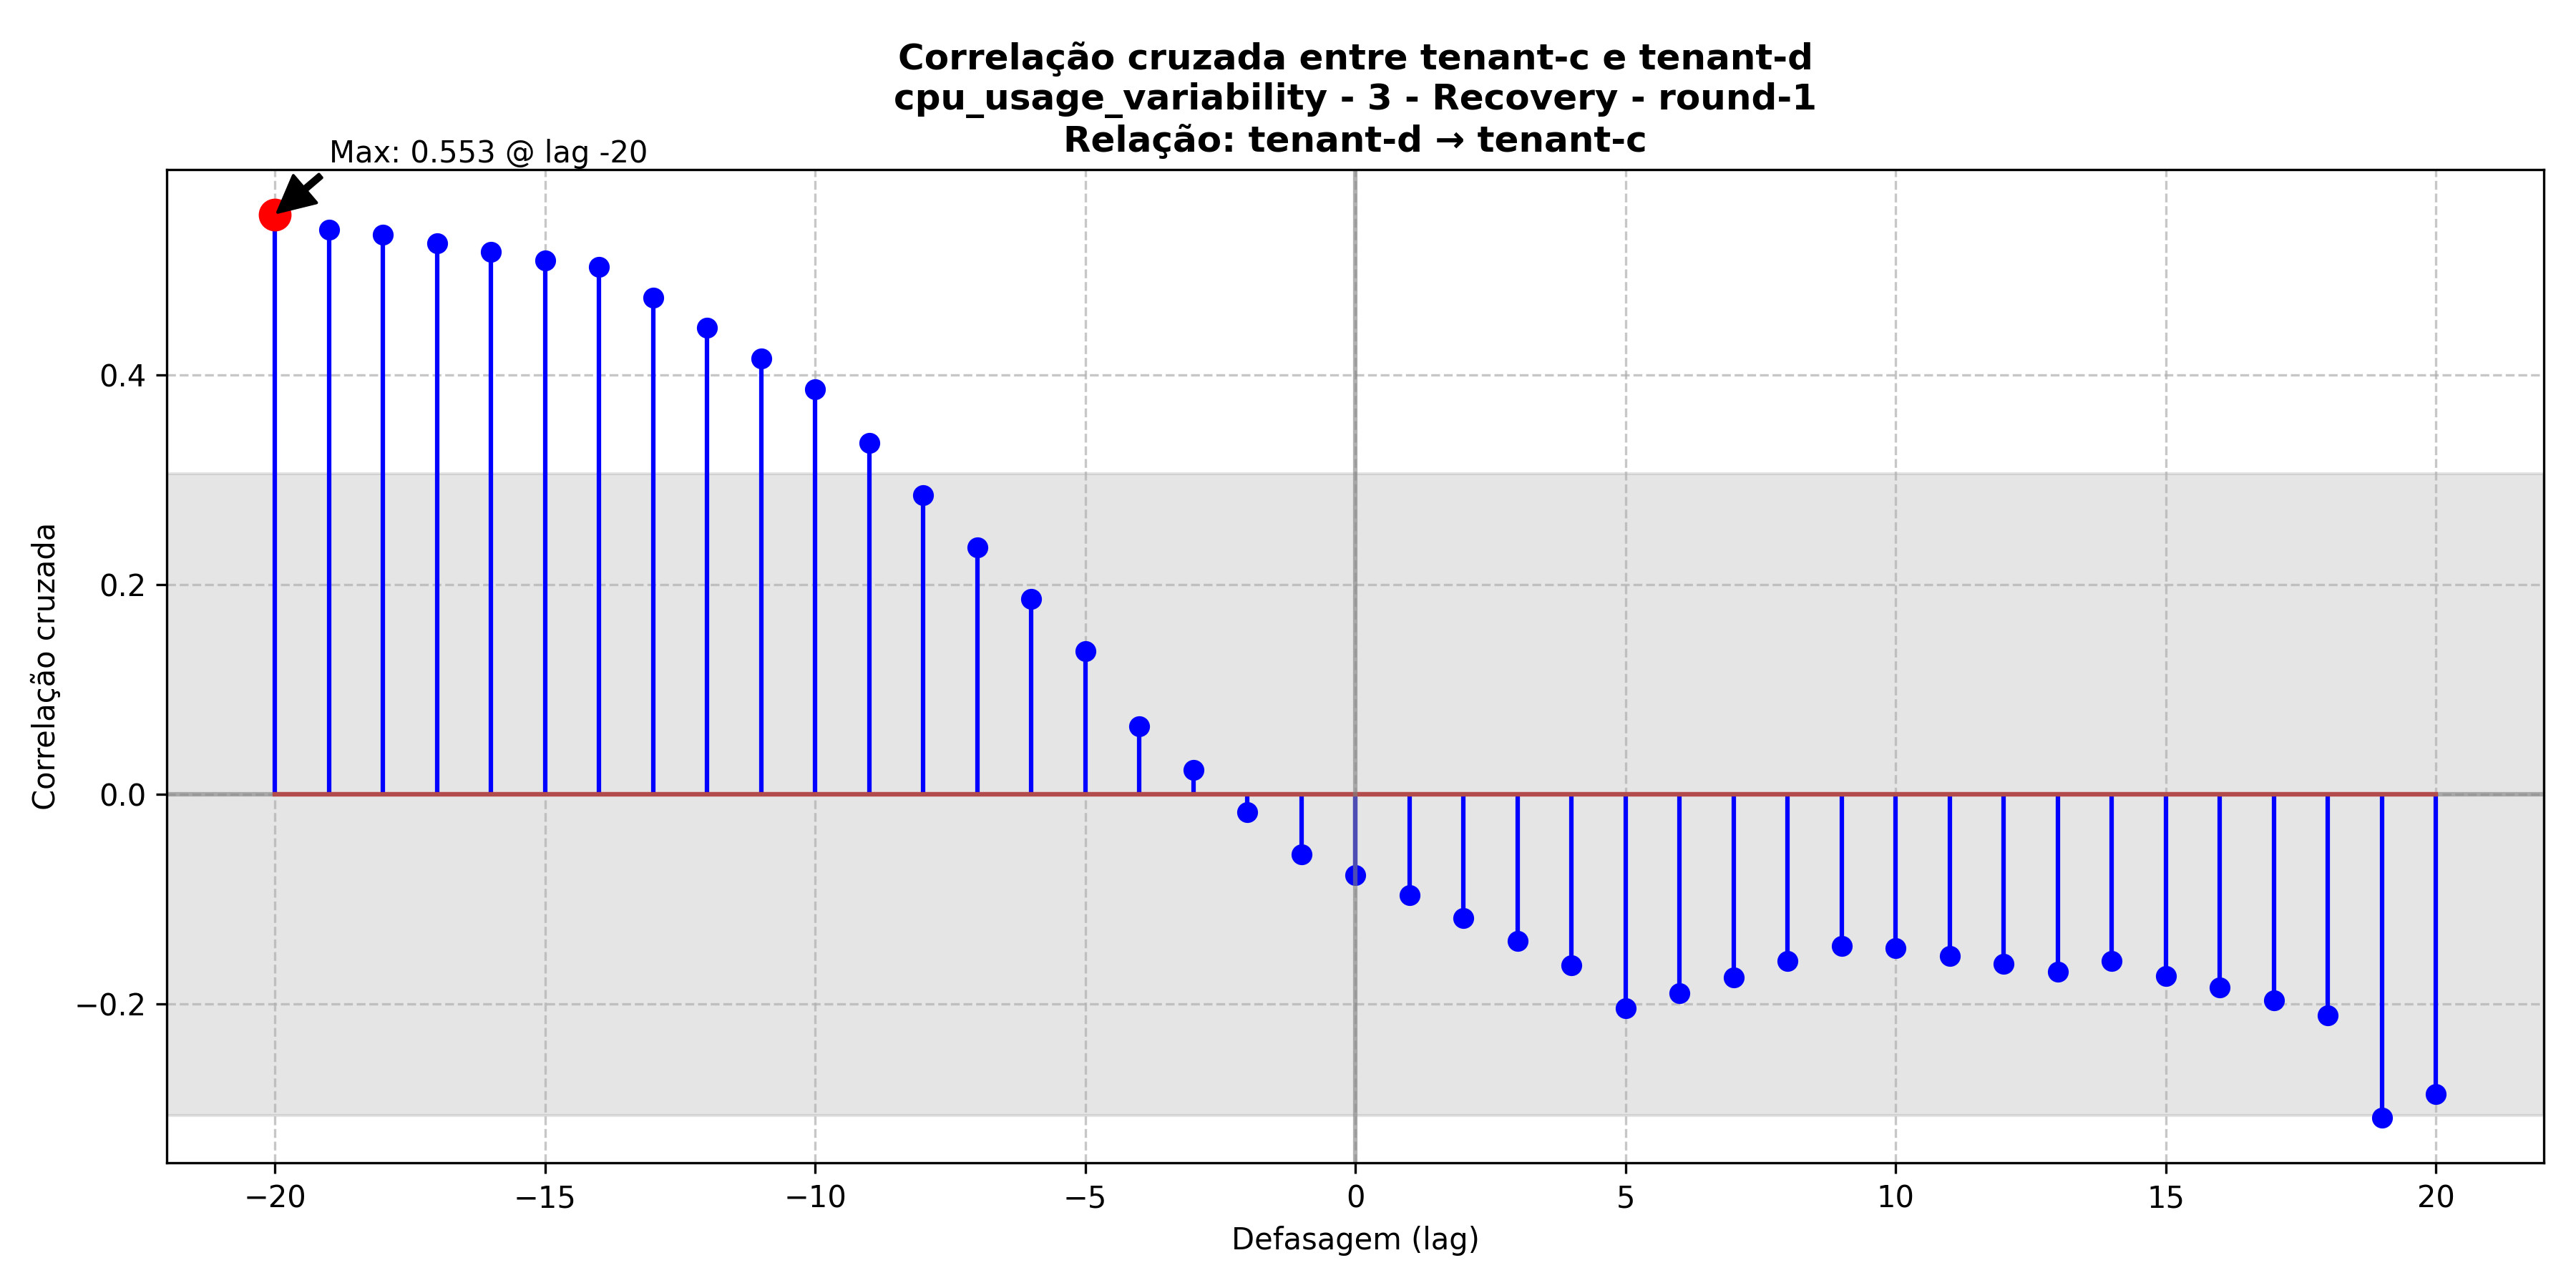 Correlação cruzada entre tenant-c e tenant-d
cpu_usage_variability - 3 - Recovery - round-1
Relação: tenant-d → tenant-c
Max: 0.553 @ lag -20
Correlação cruzada
0.4
0.2
0.0
−0.2
−20
−15
−10
−5
0
5
10
15
20
Defasagem (lag)